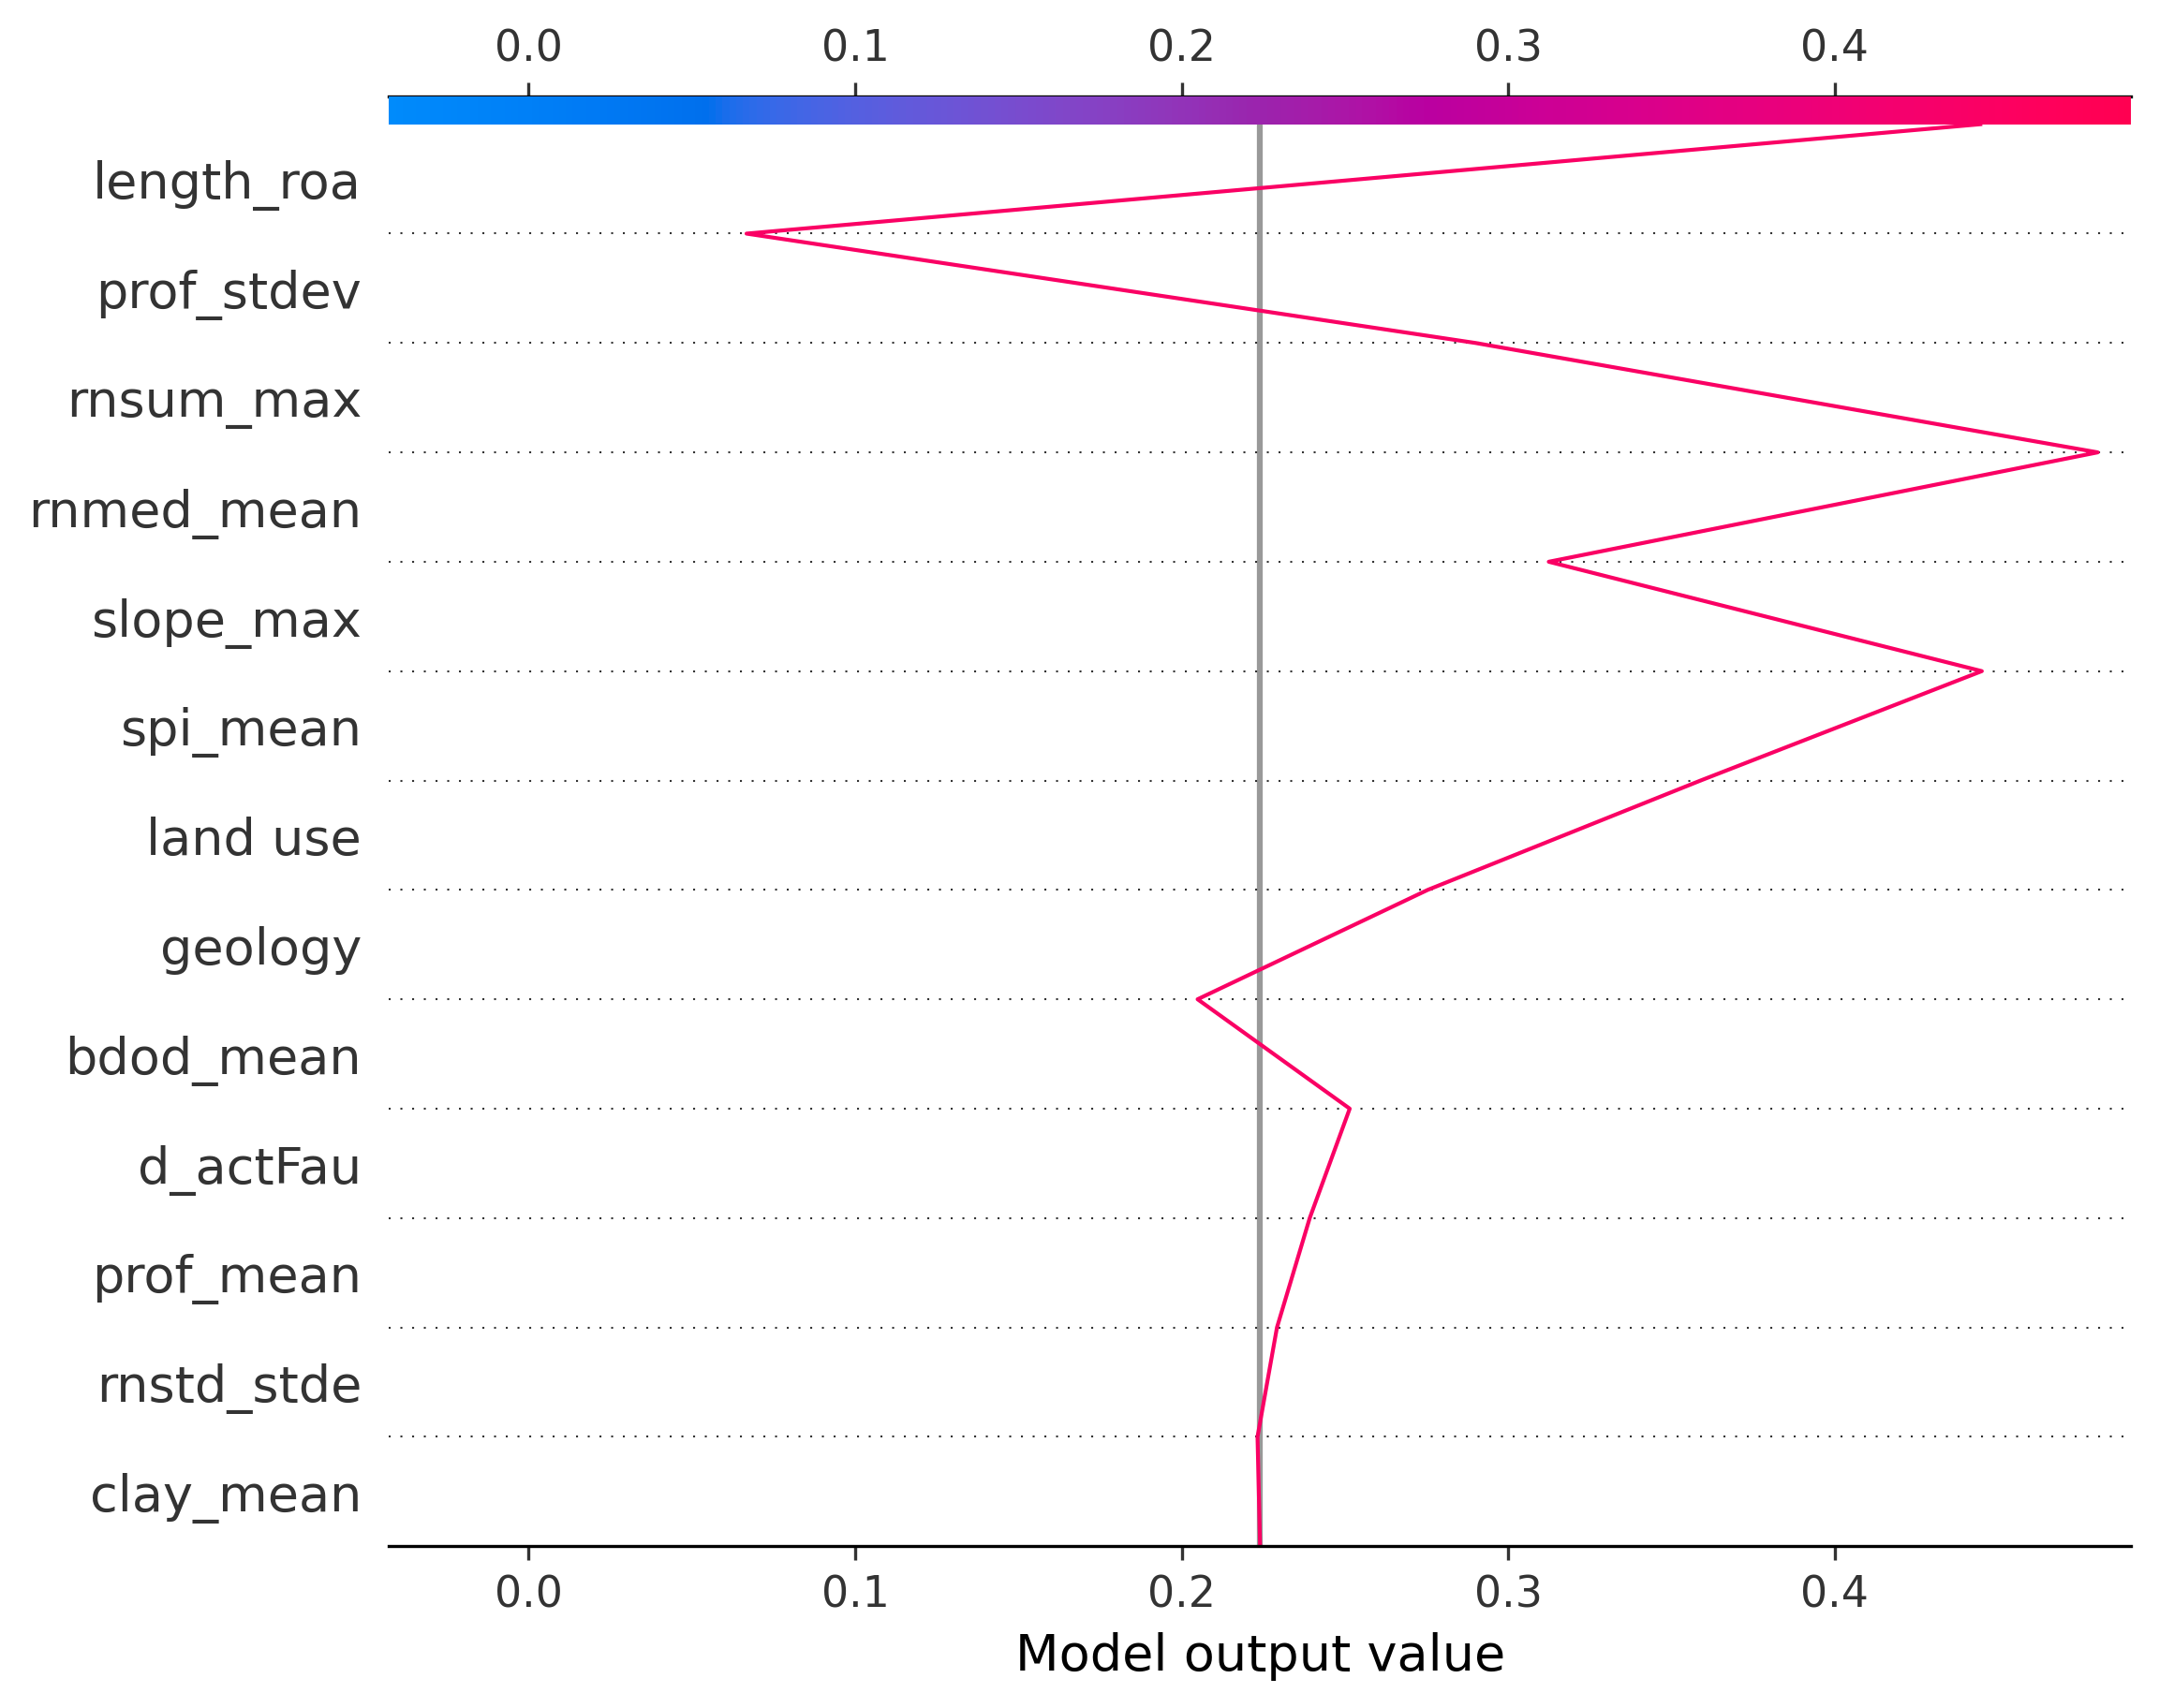 0.0 0.1 0.2 0.3 0.4
length_roa
prof_stdev
rnsum_max
rnmed_mean
slope_max
spi_mean
land use
geology
bdod_mean
d_actFau
prof_mean
rnstd_stde
clay_mean
0.0 0.1 0.2 0.3 0.4
Model output value